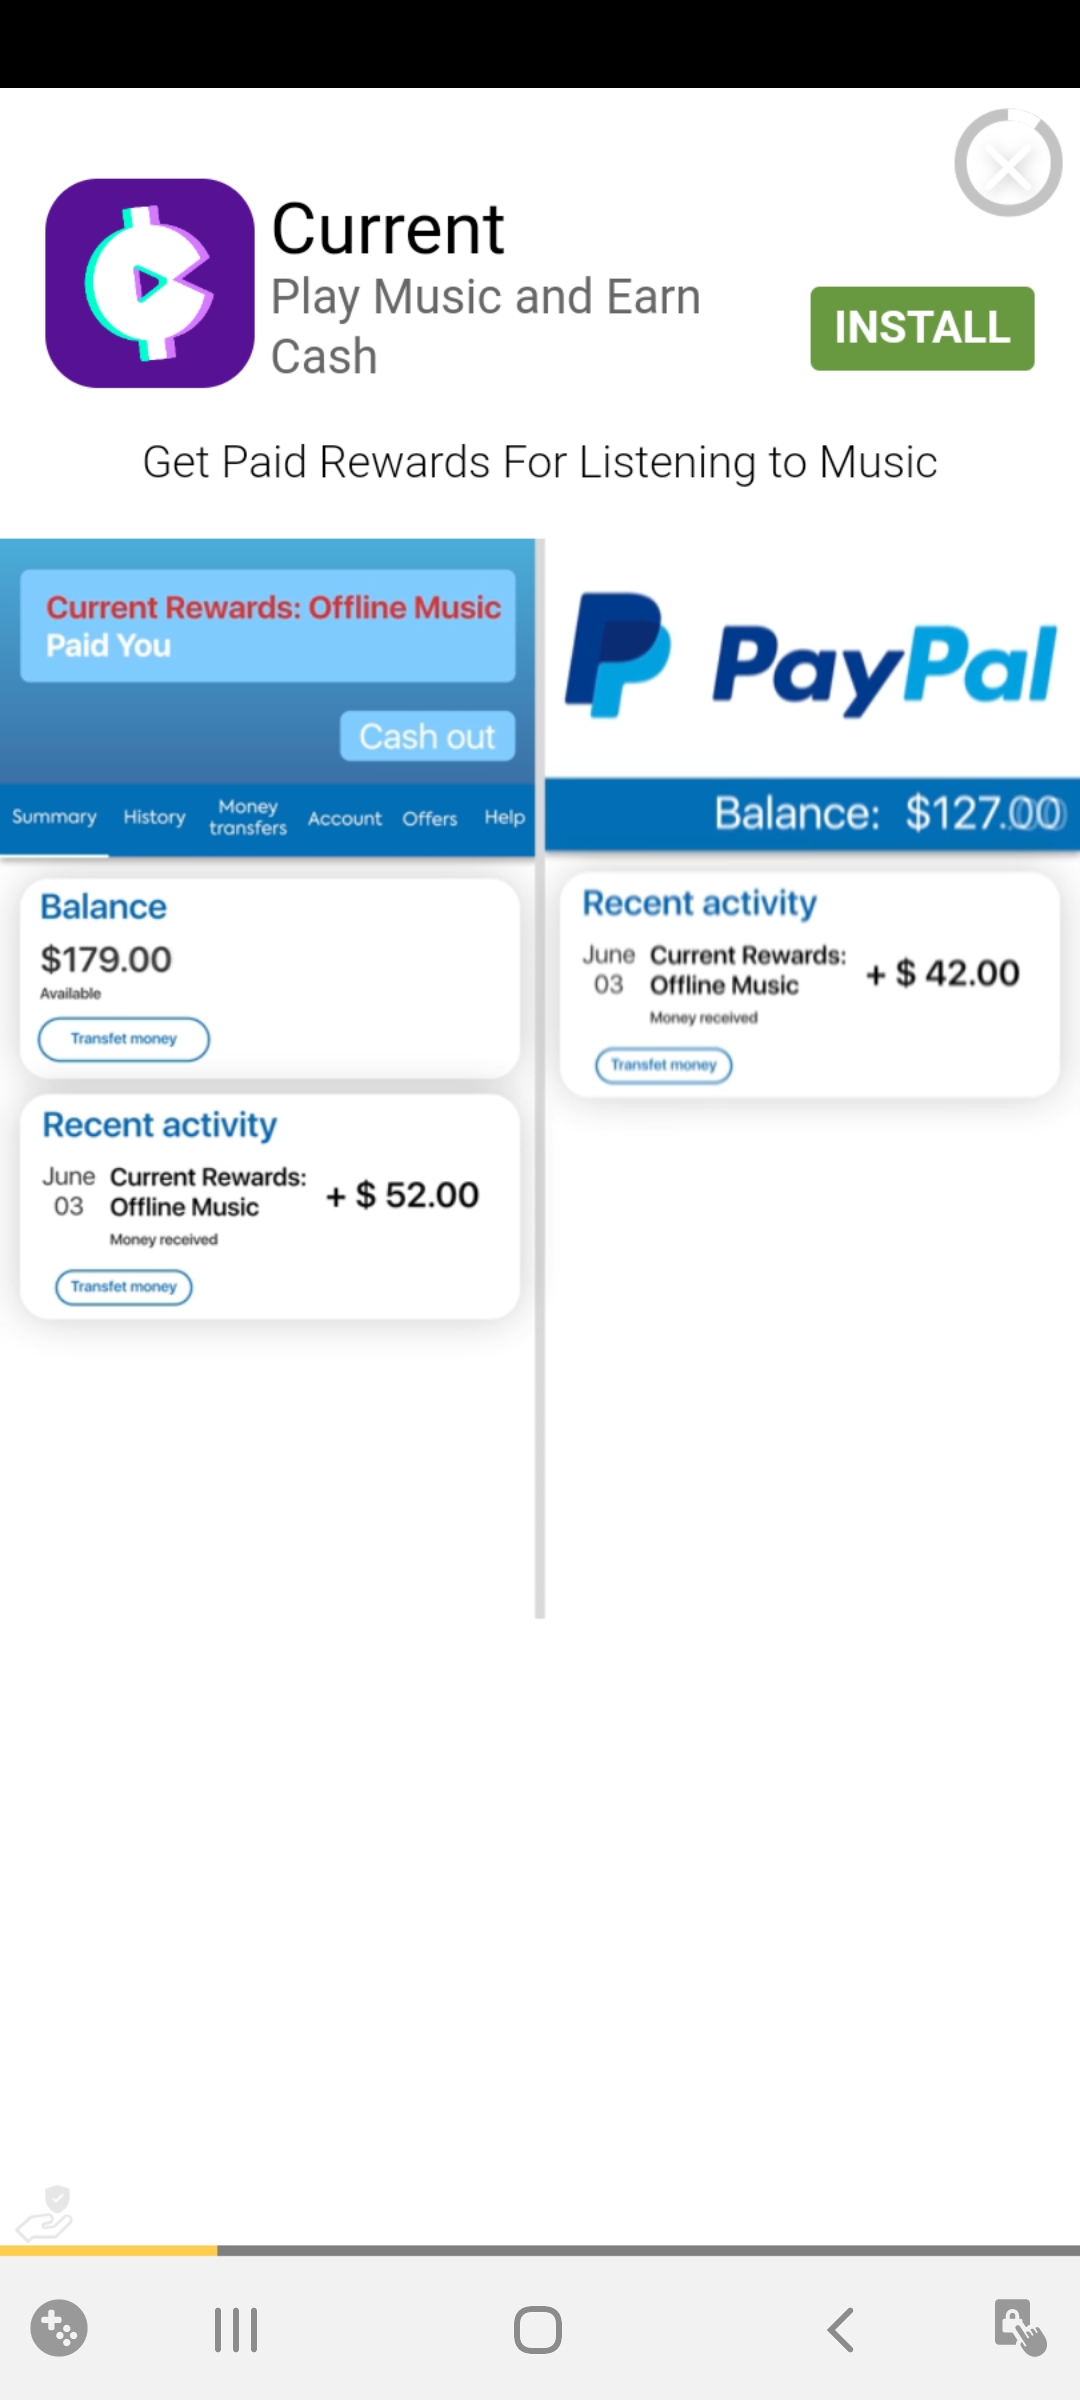 Current
Play Music and Earn
Cash
INSTALL
Get Paid Rewards For Listening to Music
Current Rewards: Offline Music
Paid You
Cash out
Summary History Money transfers Account Offers Help
Balance
$179.00
Available
Transfet money
Recent activity
June 03 Current Rewards: Offline Music + $ 52.00
Money received
Transfet money
PayPal
Balance: $127.00
Recent activity
June 03 Current Rewards: Offline Music + $ 42.00
Money received
Transfet money